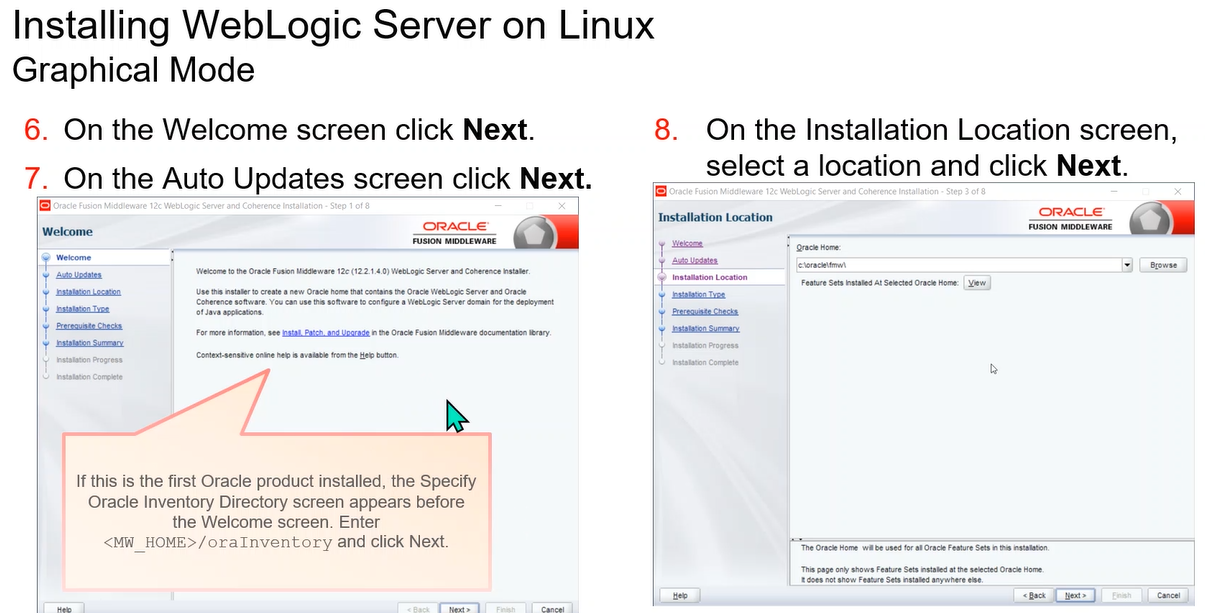 Installing WebLogic Server on Linux
Graphical Mode
6. On the Welcome screen click Next.
7. On the Auto Updates screen click Next.
Oracle Fusion Middleware 12c WebLogic Server and Coherence Installation - Step 1 of 8
Welcome
ORACLE
FUSION MIDDLEWARE
Welcome
Auto Updates
Installation Location
Installation Type
Prerequisite Checks
Installation Summary
Installation Progress
Installation Complete
Welcome to the Oracle Fusion Middleware 12c (12.2.1.4.0) WebLogic Server and Coherence Installer.
Use this installer to create a new Oracle home that contains the Oracle WebLogic Server and Oracle
Coherence software. You can use this software to configure a WebLogic Server domain for the deployment
of Java applications.
For more information, see Install, Patch, and Upgrade in the Oracle Fusion Middleware documentation library.
Context-sensitive online help is available from the Help button.
If this is the first Oracle product installed, the Specify
Oracle Inventory Directory screen appears before
the Welcome screen. Enter
<MW_HOME>/oraInventory and click Next.
Help
< Back
Next >
Finish
Cancel
8. On the Installation Location screen,
select a location and click Next.
Oracle Fusion Middleware 12c WebLogic Server and Coherence Installation - Step 3 of 8
Installation Location
ORACLE
FUSION MIDDLEWARE
Welcome
Auto Updates
Installation Location
Installation Type
Prerequisite Checks
Installation Summary
Installation Progress
Installation Complete
Oracle Home:
c:\oracle\fmw\
Browse
Feature Sets Installed At Selected Oracle Home:
View
The Oracle Home will be used for all Oracle Feature Sets in this installation.
This page only shows Feature Sets installed at the selected Oracle Home.
It does not show Feature Sets installed anywhere else.
Help
< Back
Next >
Finish
Cancel